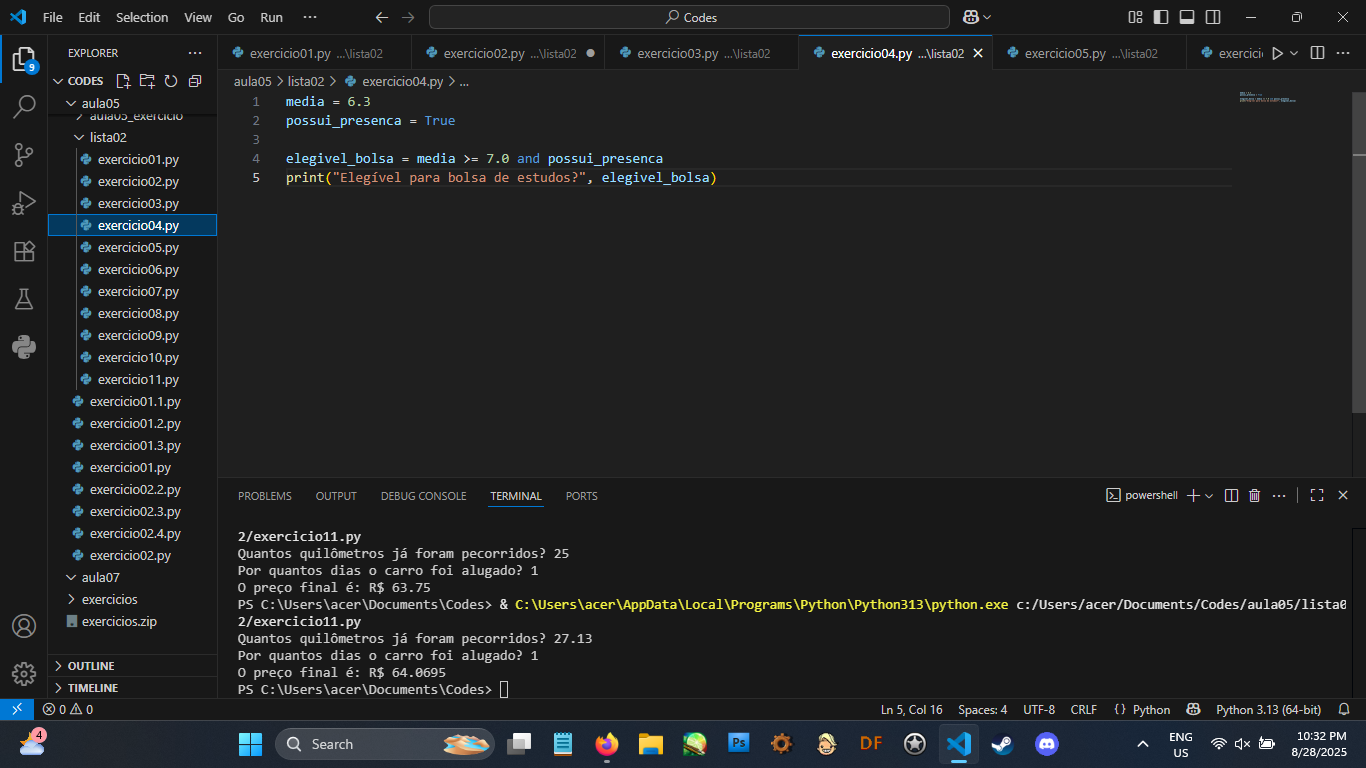 File Edit Selection View Go Run ··· Codes
EXPLORER ···
9
CODES
aula05
aula05_exercicio
lista02
exercicio01.py
exercicio02.py
exercicio03.py
exercicio04.py
exercicio05.py
exercicio06.py
exercicio07.py
exercicio08.py
exercicio09.py
exercicio10.py
exercicio11.py
exercicio01.1.py
exercicio01.2.py
exercicio01.3.py
exercicio01.py
exercicio02.2.py
exercicio02.3.py
exercicio02.4.py
exercicio02.py
aula07
exercicios
exercicios.zip
OUTLINE
TIMELINE
exercicio01.py ...\lista02 exercicio02.py ...\lista02 exercicio03.py ...\lista02 exercicio04.py ...\lista02 exercicio05.py ...\lista02 exercici
aula05 > lista02 > exercicio04.py > ...
1 media = 6.3
2 possui_presenca = True
3
4 elegivel_bolsa = media >= 7.0 and possui_presenca
5 print("Elegível para bolsa de estudos?", elegivel_bolsa)
PROBLEMS OUTPUT DEBUG CONSOLE TERMINAL PORTS powershell
2/exercicio11.py
Quantos quilômetros já foram pecorridos? 25
Por quantos dias o carro foi alugado? 1
O preço final é: R$ 63.75
PS C:\Users\acer\Documents\Codes> & C:\Users\acer\AppData\Local\Programs\Python\Python313\python.exe c:/Users/acer/Documents/Codes/aula05/lista0
2/exercicio11.py
Quantos quilômetros já foram pecorridos? 27.13
Por quantos dias o carro foi alugado? 1
O preço final é: R$ 64.0695
PS C:\Users\acer\Documents\Codes>
0 0 Ln 5, Col 16 Spaces: 4 UTF-8 CRLF {} Python Python 3.13 (64-bit)
4 Search Ps DF ENG
US
10:32 PM
8/28/2025